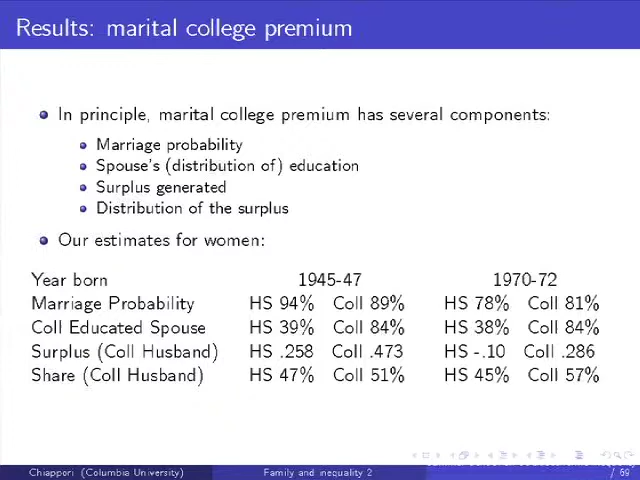 Results: marital college premium
In principle, marital college premium has several components:
Marriage probability
Spouse's (distribution of) education
Surplus generated
Distribution of the surplus
Our estimates for women:
Year born 1945-47 1970-72
Marriage Probability HS 94% Coll 89% HS 78% Coll 81%
Coll Educated Spouse HS 39% Coll 84% HS 38% Coll 84%
Surplus (Coll Husband) HS .258 Coll .473 HS -.10 Coll .286
Share (Coll Husband) HS 47% Coll 51% HS 45% Coll 57%
Chiappori (Columbia University) Family and inequality 2 / 69